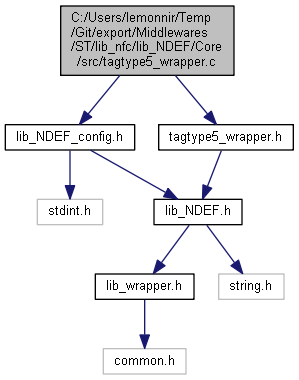 C:/Users/lemonnir/Temp
/Git/export/Middlewares
/ST/lib_nfc/lib_NDEF/Core
/src/tagtype5_wrapper.c
lib_NDEF_config.h
tagtype5_wrapper.h
stdint.h
lib_NDEF.h
lib_wrapper.h
string.h
common.h